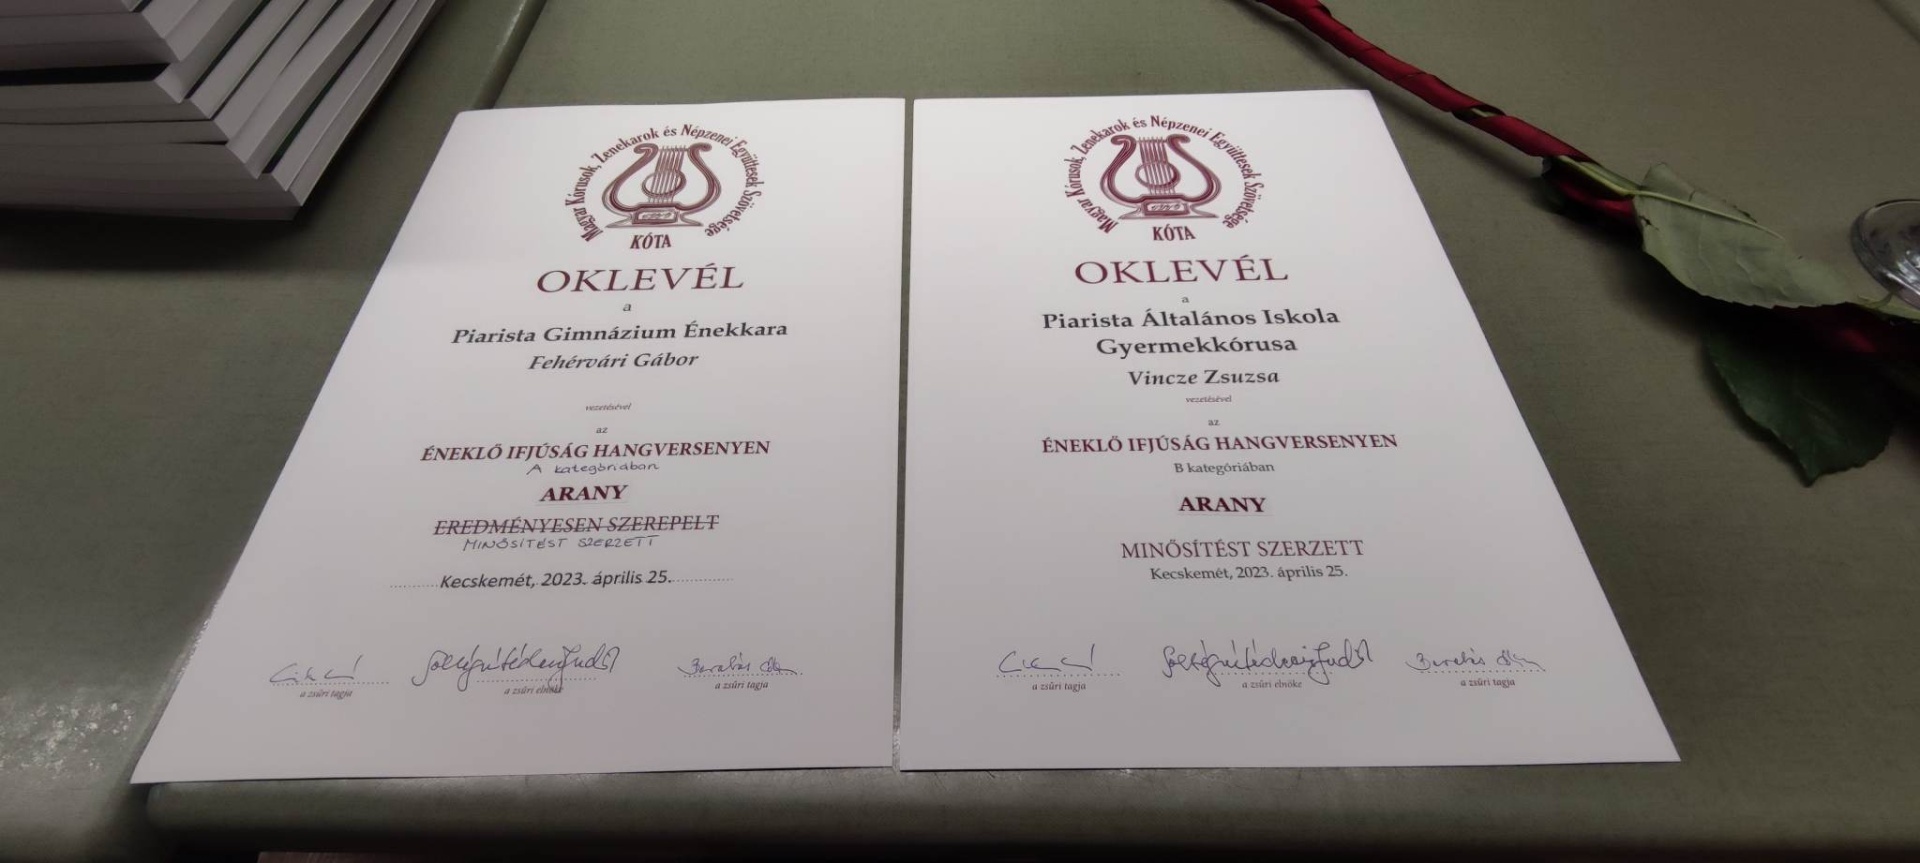 Magyar Kórusok, Zenekarok és Népzenei Együttesek Szövetsége
KÓTA
OKLEVÉL
a
Piarista Gimnázium Énekkara
Fehérvári Gábor
vezetésével
az
ÉNEKLŐ IFJÚSÁG HANGVERSENYEN
A kategóriában
ARANY
EREDMÉNYESEN SZEREPELT
MINŐSÍTÉST SZERZETT
Kecskemét, 2023. április 25.
a zsűri tagja
a zsűri elnöke
a zsűri tagja
Magyar Kórusok, Zenekarok és Népzenei Együttesek Szövetsége
KÓTA
OKLEVÉL
a
Piarista Általános Iskola
Gyermekkórusa
Vincze Zsuzsa
vezetésével
az
ÉNEKLŐ IFJÚSÁG HANGVERSENYEN
B kategóriában
ARANY
MINŐSÍTÉST SZERZETT
Kecskemét, 2023. április 25.
a zsűri tagja
a zsűri elnöke
a zsűri tagja